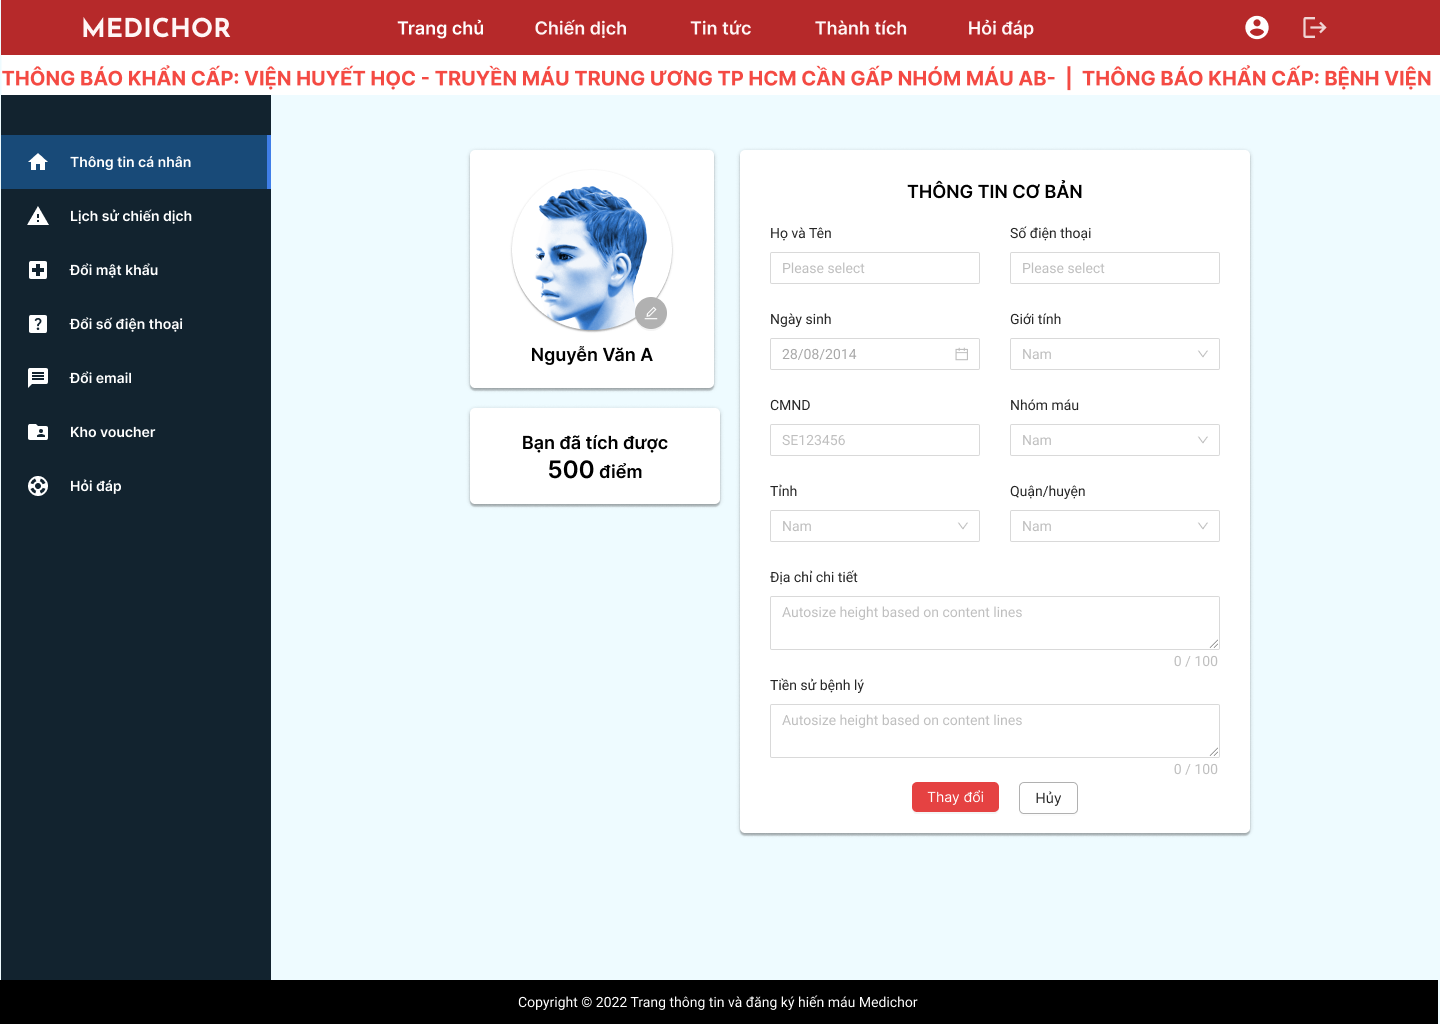 MEDICHOR
Trang chủ
Chiến dịch
Tin tức
Thành tích
Hỏi đáp
THÔNG BÁO KHẨN CẤP: VIỆN HUYẾT HỌC - TRUYỀN MÁU TRUNG ƯƠNG TP HCM CẦN GẤP NHÓM MÁU AB- | THÔNG BÁO KHẨN CẤP: BỆNH VIỆN
Thông tin cá nhân
Lịch sử chiến dịch
Đổi mật khẩu
Đổi số điện thoại
Đổi email
Kho voucher
Hỏi đáp
Nguyễn Văn A
Bạn đã tích được
500 điểm
THÔNG TIN CƠ BẢN
Họ và Tên
Please select
Số điện thoại
Please select
Ngày sinh
28/08/2014
Giới tính
Nam
CMND
SE123456
Nhóm máu
Nam
Tỉnh
Nam
Quận/huyện
Nam
Địa chỉ chi tiết
Autosize height based on content lines
0 / 100
Tiền sử bệnh lý
Autosize height based on content lines
0 / 100
Thay đổi
Hủy
Copyright © 2022 Trang thông tin và đăng ký hiến máu Medichor